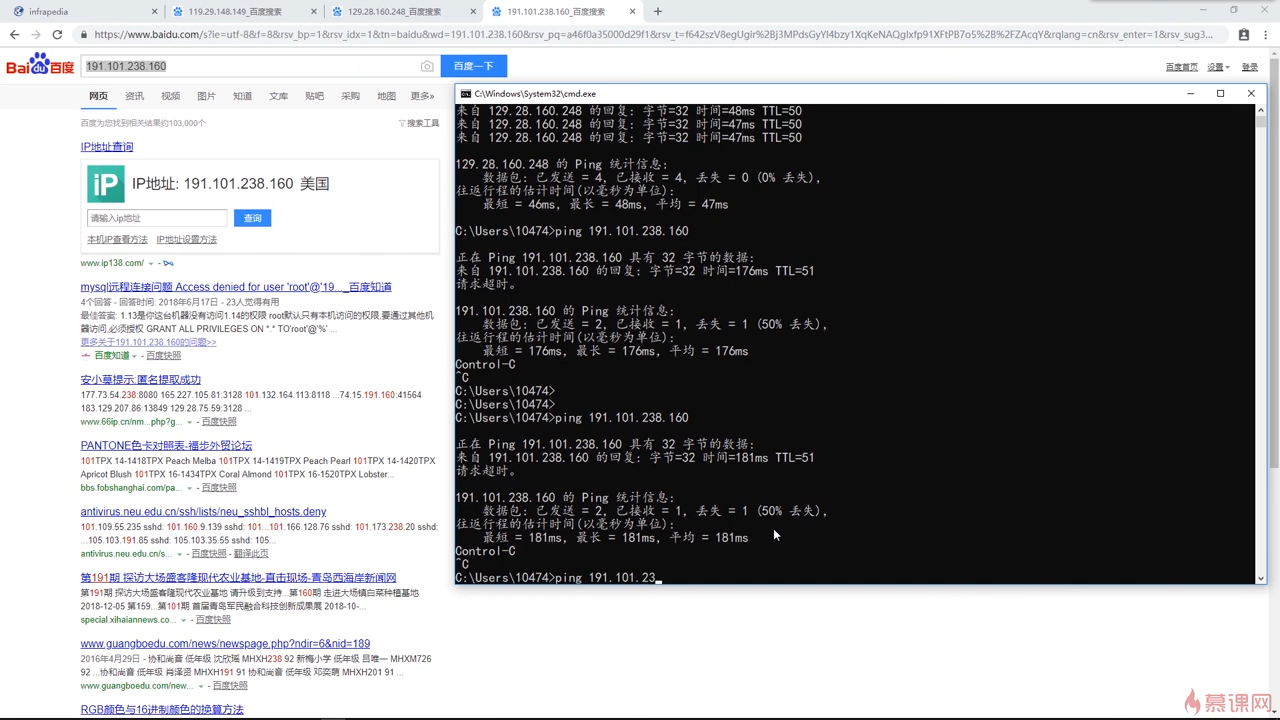 infrapedia
119.29.148.149_百度搜索
129.28.160.248_百度搜索
191.101.238.160_百度搜索
Bai du 百度
191.101.238.160
百度一下
百度首页 设置 登录
网页 资讯 视频 图片 知道 文库 贴吧 采购 地图 更多»
百度为您找到相关结果约103,000个
搜索工具
IP地址查询
iP
IP地址: 191.101.238.160 美国
请输入ip地址
查询
本机IP查看方法 IP地址设置方法
www.ip138.com/
mysql远程连接问题 Access denied for user 'root'@'19..._百度知道
4个回答 - 回答时间: 2018年6月17日 - 23人觉得有用
最佳答案: 1.13是你这台机器没有访问1.14的权限 root默认只有本机访问的权限,要通过其他机
器访问,必须授权 GRANT ALL PRIVILEGES ON *.* TO'root'@'%' ...
更多关于191.101.238.160的问题>>
百度知道 - 百度快照
安小莫提示:匿名提取成功
177.73.54.238:8080 165.227.105.81:3128 101.132.164.113:8118 ...74.15.191.160:41564
183.129.207.86:13849 129.28.75.59:3128 ...
www.66ip.cn/nm...php?g... - 百度快照
PANTONE色卡对照表-福步外贸论坛
101TPX 14-1418TPX Peach Melba 101TPX 14-1419TPX Peach Pearl 101TPX 14-1420TPX
Apricot Blush 101TPX 16-1434TPX Coral Almond 101TPX 16-1520TPX Lobster...
bbs.fobshanghai.com/pa... - 百度快照
antivirus.neu.edu.cn/ssh/lists/neu_sshbl_hosts.deny
101.109.55.235 sshd: 101.160.9.139 sshd: 101...101.166.128.76 sshd: 101.173.238.20 sshd:
...105.103.191.85 sshd: 105.103.35.55 sshd: 101...
antivirus.neu.edu.cn/s... - 百度快照 - 翻译此页
第191期 探访大场盛客隆现代农业基地-直击现场-青岛西海岸新闻网
第191期 探访大场盛客隆现代农业基地 请升级到支持...第160期 走进大场镇白菜种植基地
2018-12-05 第159...第101期 首届青岛军民融合科技创新成果展 2018-10-...
special.xihaiannews.co... - 百度快照
www.guangboedu.com/news/newspage.php?ndir=6&nid=189
2016年4月29日 - 协和尚音 低年级 沈欣瑶 MHXH238 92 新梅小学 低年级 吕唯一 MHXM726
92 ...协和尚音 低年级 肖泽贤 MHXH191 91 协和尚音 低年级 邓奕萌 MHXH201 91 ...
www.guangboedu.com/new... - 百度快照
RGB颜色与16进制颜色的换算方法
C:\Windows\System32\cmd.exe
来自 129.28.160.248 的回复: 字节=32 时间=48ms TTL=50
来自 129.28.160.248 的回复: 字节=32 时间=47ms TTL=50
来自 129.28.160.248 的回复: 字节=32 时间=47ms TTL=50
129.28.160.248 的 Ping 统计信息:
数据包: 已发送 = 4, 已接收 = 4, 丢失 = 0 (0% 丢失),
往返行程的估计时间(以毫秒为单位):
最短 = 46ms, 最长 = 48ms, 平均 = 47ms
C:\Users\10474>ping 191.101.238.160
正在 Ping 191.101.238.160 具有 32 字节的数据:
来自 191.101.238.160 的回复: 字节=32 时间=176ms TTL=51
请求超时。
191.101.238.160 的 Ping 统计信息:
数据包: 已发送 = 2, 已接收 = 1, 丢失 = 1 (50% 丢失),
往返行程的估计时间(以毫秒为单位):
最短 = 176ms, 最长 = 176ms, 平均 = 176ms
Control-C
^C
C:\Users\10474>
C:\Users\10474>
C:\Users\10474>ping 191.101.238.160
正在 Ping 191.101.238.160 具有 32 字节的数据:
来自 191.101.238.160 的回复: 字节=32 时间=181ms TTL=51
请求超时。
191.101.238.160 的 Ping 统计信息:
数据包: 已发送 = 2, 已接收 = 1, 丢失 = 1 (50% 丢失),
往返行程的估计时间(以毫秒为单位):
最短 = 181ms, 最长 = 181ms, 平均 = 181ms
Control-C
^C
C:\Users\10474>ping 191.101.23_
慕课网